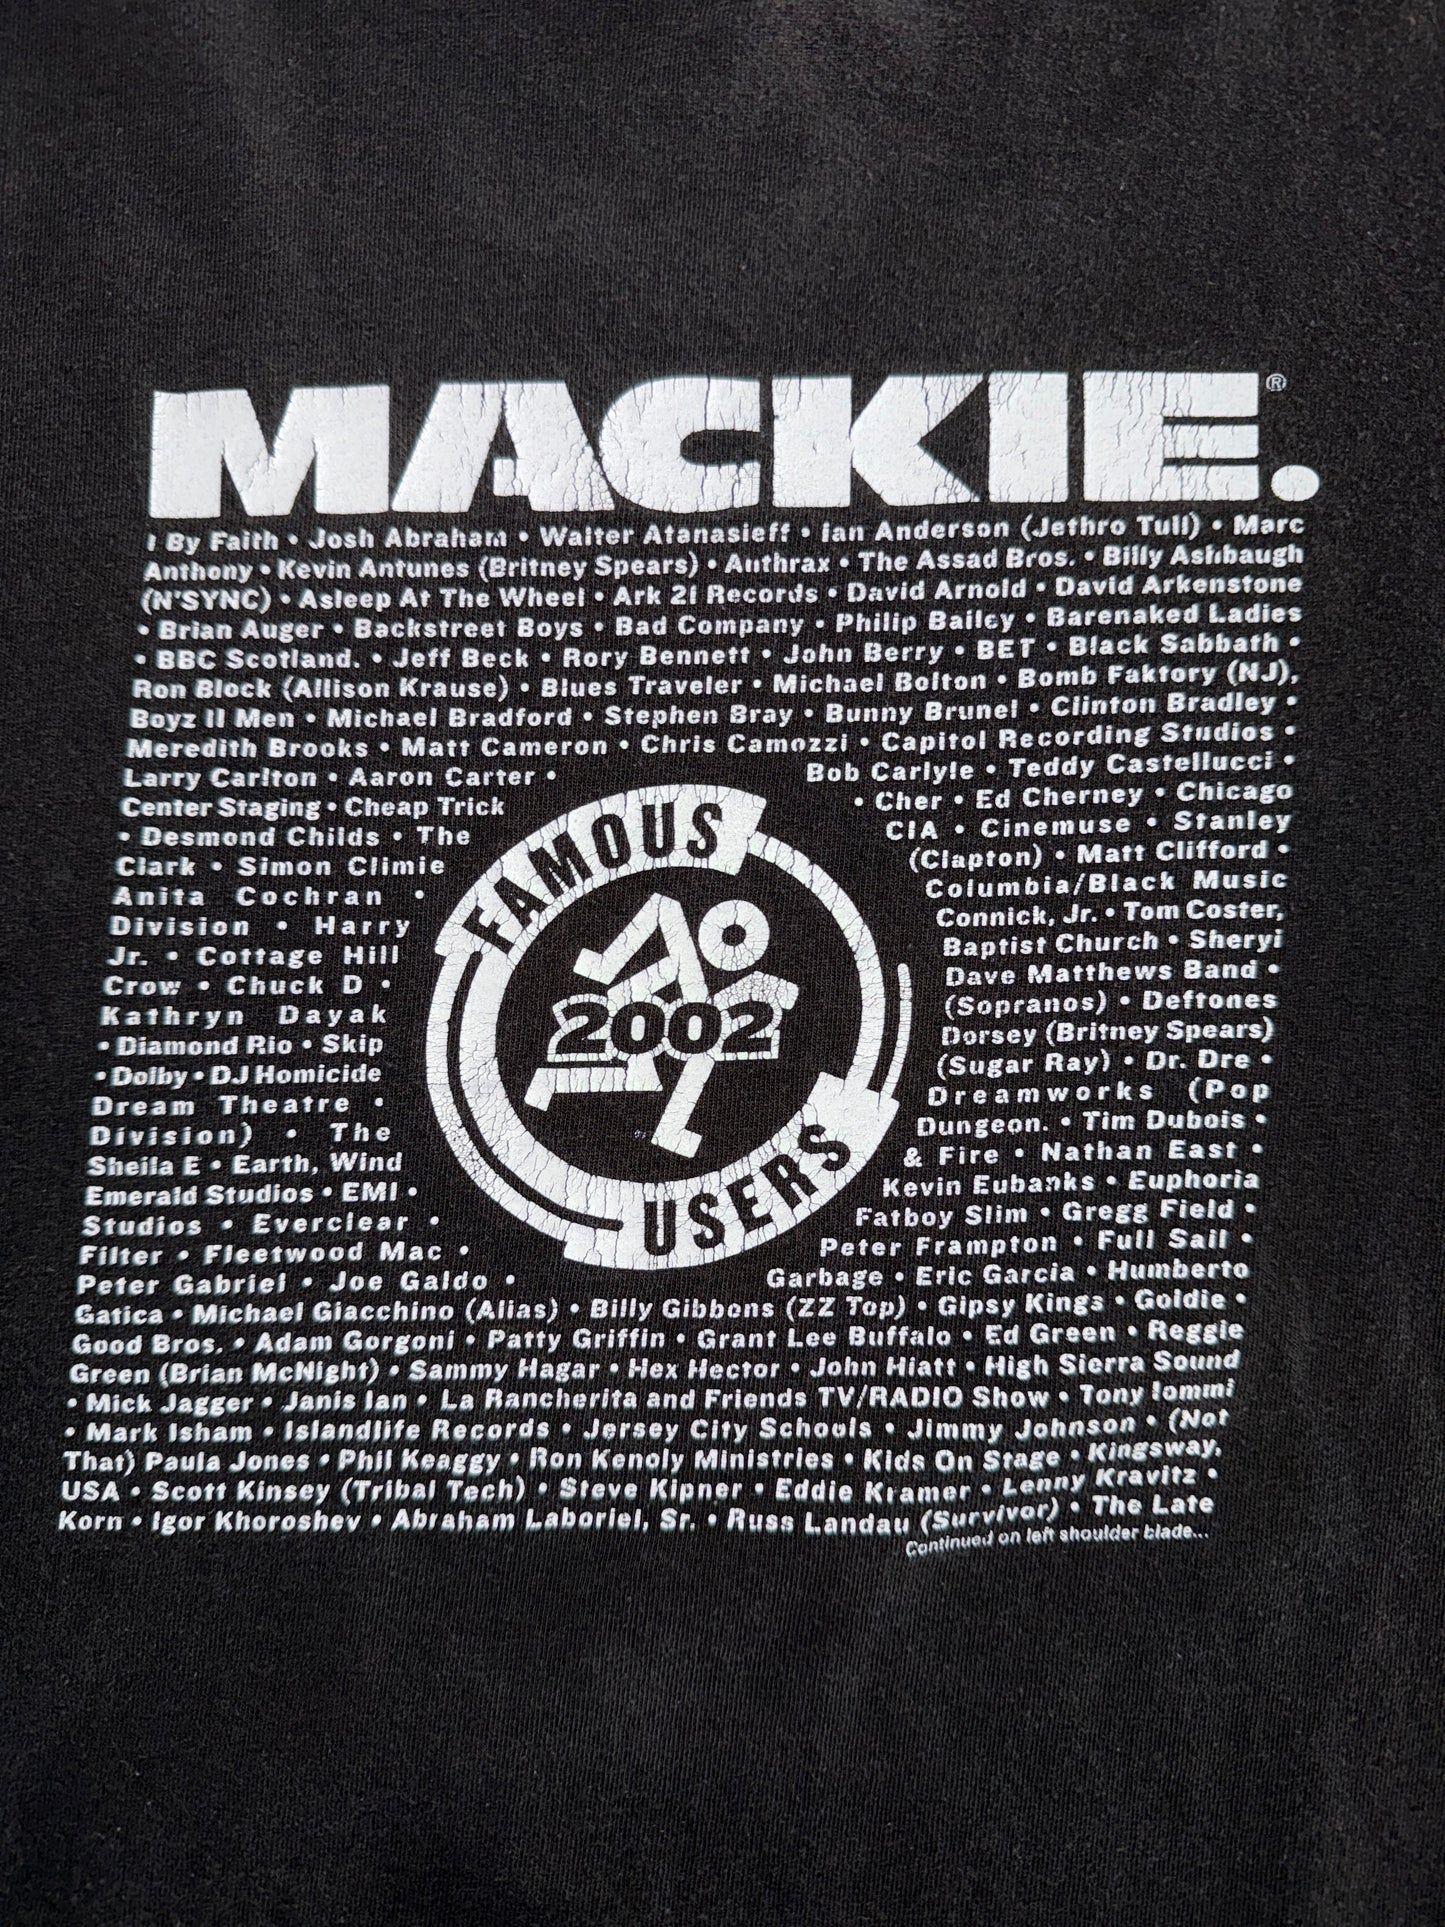 MACKIE.®
1 By Faith • Josh Abraham • Walter Atanasieff • Ian Anderson (Jethro Tull) • Marc
Anthony • Kevin Antunes (Britney Spears) • Anthrax • The Assad Bros. • Billy Ashbaugh
(N'SYNC) • Asleep At The Wheel • Ark 21 Records • David Arnold • David Arkenstone
• Brian Auger • Backstreet Boys • Bad Company • Philip Bailey • Barenaked Ladies
• BBC Scotland. • Jeff Beck • Rory Bennett • John Berry • BET • Black Sabbath •
Ron Block (Allison Krause) • Blues Traveler • Michael Bolton • Bomb Faktory (NJ),
Boyz II Men • Michael Bradford • Stephen Bray • Bunny Brunel • Clinton Bradley •
Meredith Brooks • Matt Cameron • Chris Camozzi • Capitol Recording Studios •
Larry Carlton • Aaron Carter • Bob Carlyle • Teddy Castellucci •
Center Staging • Cheap Trick • Cher • Ed Cherney • Chicago
• Desmond Childs • The CIA • Cinemuse • Stanley
Clark • Simon Climie (Clapton) • Matt Clifford •
Anita Cochran • Columbia/Black Music
Division • Harry Connick, Jr. • Tom Coster,
Jr. • Cottage Hill Baptist Church • Sheryl
Crow • Chuck D • Dave Matthews Band •
Kathryn Dayak (Sopranos) • Deftones
• Diamond Rio • Skip Dorsey (Britney Spears)
• Dolby • DJ Homicide (Sugar Ray) • Dr. Dre •
Dream Theatre • Dreamworks (Pop
Division) • The Dungeon. • Tim Dubois •
Sheila E • Earth, Wind & Fire • Nathan East •
Emerald Studios • EMI • Kevin Eubanks • Euphoria
Studios • Everclear • Fatboy Slim • Gregg Field •
Filter • Fleetwood Mac • Peter Frampton • Full Sail •
Peter Gabriel • Joe Galdo • Garbage • Eric Garcia • Humberto
Gatica • Michael Giacchino (Alias) • Billy Gibbons (ZZ Top) • Gipsy Kings • Goldie •
Good Bros. • Adam Gorgoni • Patty Griffin • Grant Lee Buffalo • Ed Green • Reggie
Green (Brian McNight) • Sammy Hagar • Hex Hector • John Hiatt • High Sierra Sound
• Mick Jagger • Janis Ian • La Rancherita and Friends TV/RADIO Show • Tony Iommi
• Mark Isham • Islandlife Records • Jersey City Schools • Jimmy Johnson • (Not
That) Paula Jones • Phil Keaggy • Ron Kenoly Ministries • Kids On Stage • Kingsway,
USA • Scott Kinsey (Tribal Tech) • Steve Kipner • Eddie Kramer • Lenny Kravitz •
Korn • Igor Khoroshev • Abraham Laboriel, Sr. • Russ Landau (Survivor) • The Late
Continued on left shoulder blade...
FAMOUS
2002
USERS